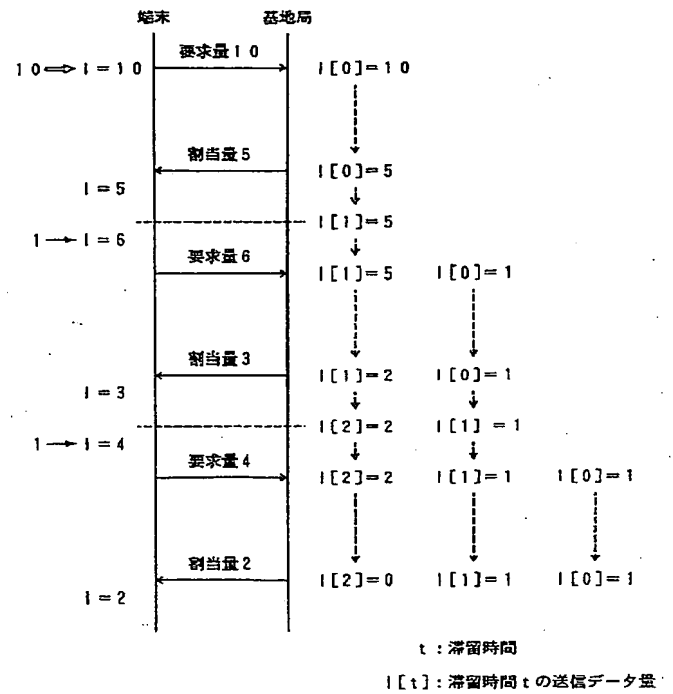 端末 基地局
要求量10
10⇒l=10 l[0]=10
割当量5
l[0]=5
l=5
l[1]=5
1→l=6
要求量6
l[1]=5 l[0]=1
割当量3
l[1]=2 l[0]=1
l=3
l[2]=2 l[1]=1
1→l=4
要求量4
l[2]=2 l[1]=1 l[0]=1
割当量2
l[2]=0 l[1]=1 l[0]=1
l=2
t:滞留時間
l[t]:滞留時間tの送信データ量